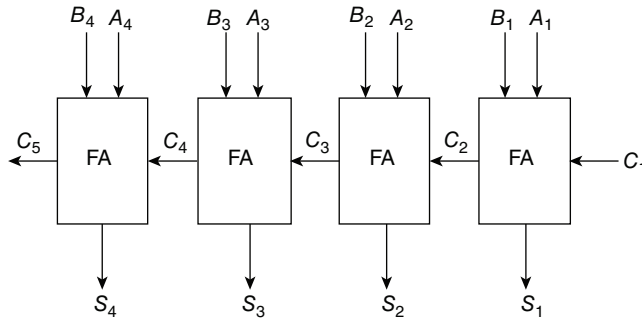 B4 A4 B3 A3 B2 A2 B1 A1
C5 FA C4 FA C3 FA C2 FA C
S4 S3 S2 S1